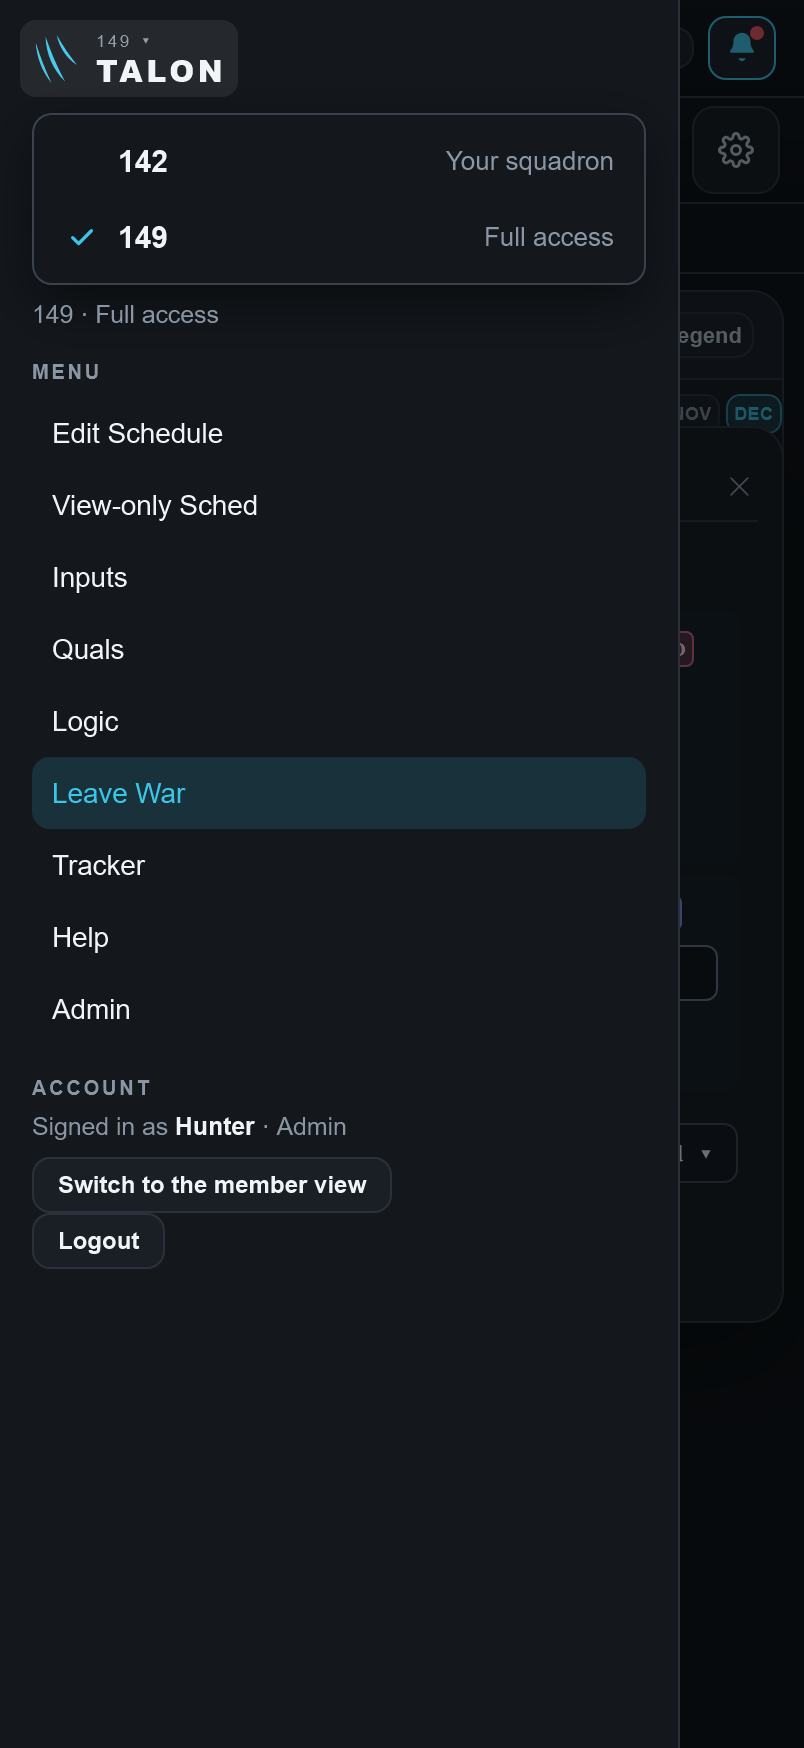 149 ▾
TALON
142 Your squadron
149 Full access
149 · Full access
MENU
Edit Schedule
View-only Sched
Inputs
Quals
Logic
Leave War
Tracker
Help
Admin
ACCOUNT
Signed in as Hunter · Admin
Switch to the member view
Logout
egend
DEC